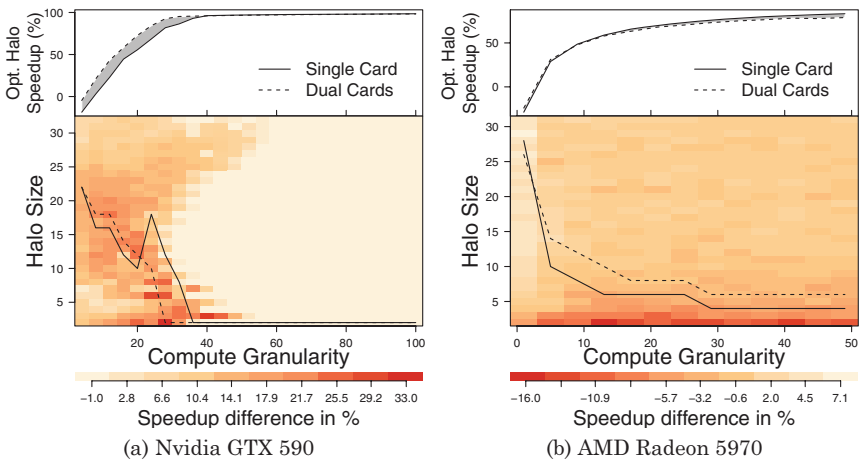 Opt. Halo
Speedup (%)
100
50
0
Single Card
Dual Cards
Halo Size
30
25
20
15
10
5
20
40
60
80
100
Compute Granularity
−1.0 2.8 6.6 10.4 14.1 17.9 21.7 25.5 29.2 33.0
Speedup difference in %
(a) Nvidia GTX 590
Opt. Halo
Speedup (%)
50
0
Single Card
Dual Cards
Halo Size
30
25
20
15
10
5
0
10
20
30
40
50
Compute Granularity
−16.0 −10.9 −5.7 −3.2 −0.6 2.0 4.5 7.1
Speedup difference in %
(b) AMD Radeon 5970